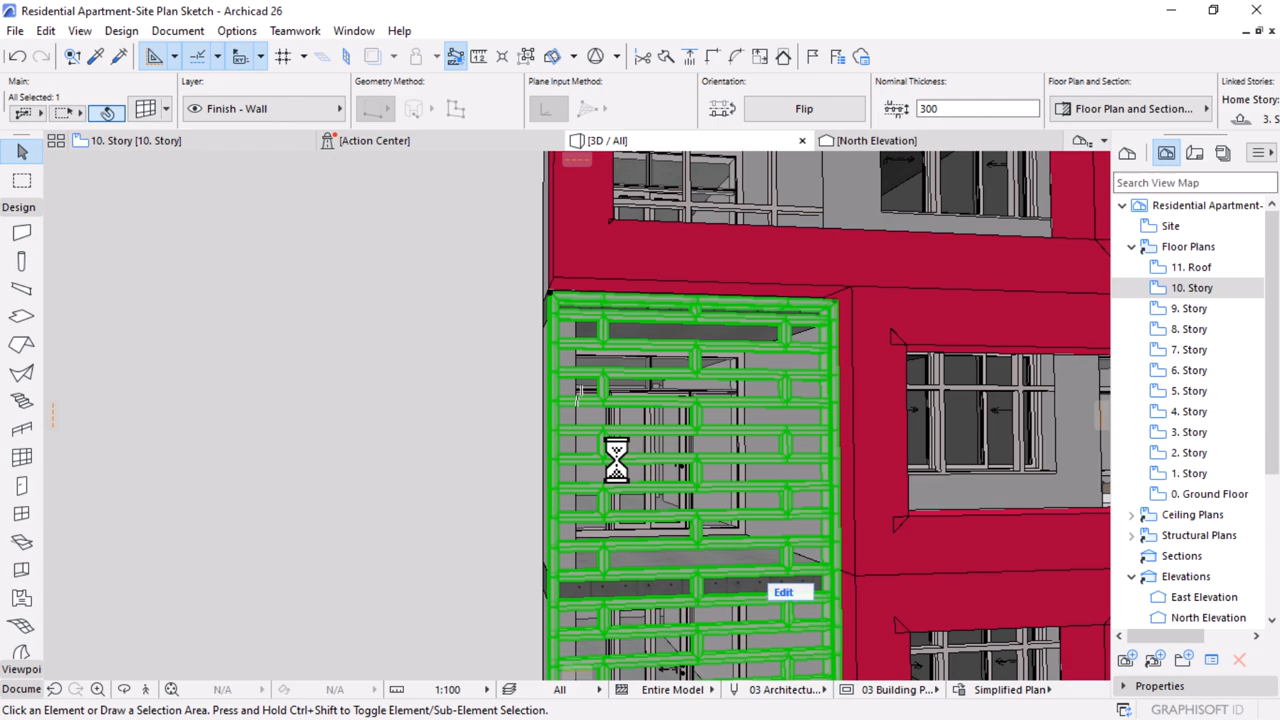 Residential Apartment-Site Plan Sketch - Archicad 26
File Edit View Design Document Options Teamwork Window Help
Main:
All Selected: 1
Layer:
Finish - Wall
Geometry Method:
Plane Input Method:
Orientation:
Flip
Nominal Thickness:
300
Floor Plan and Section:
Floor Plan and Section...
Linked Stories:
Home Story:
3. S
10. Story [10. Story]
[Action Center]
[3D / All]
[North Elevation]
Search View Map
Design
Residential Apartment-
Site
Floor Plans
11. Roof
10. Story
9. Story
8. Story
7. Story
6. Story
5. Story
4. Story
3. Story
2. Story
1. Story
0. Ground Floor
Ceiling Plans
Structural Plans
Sections
Elevations
East Elevation
North Elevation
Edit
Viewpoi
Docume
N/A
N/A
1:100
All
Entire Model
03 Architectu...
03 Building P...
Simplified Plan
Properties
Click an Element or Draw a Selection Area. Press and Hold Ctrl+Shift to Toggle Element/Sub-Element Selection.
GRAPHISOFT ID